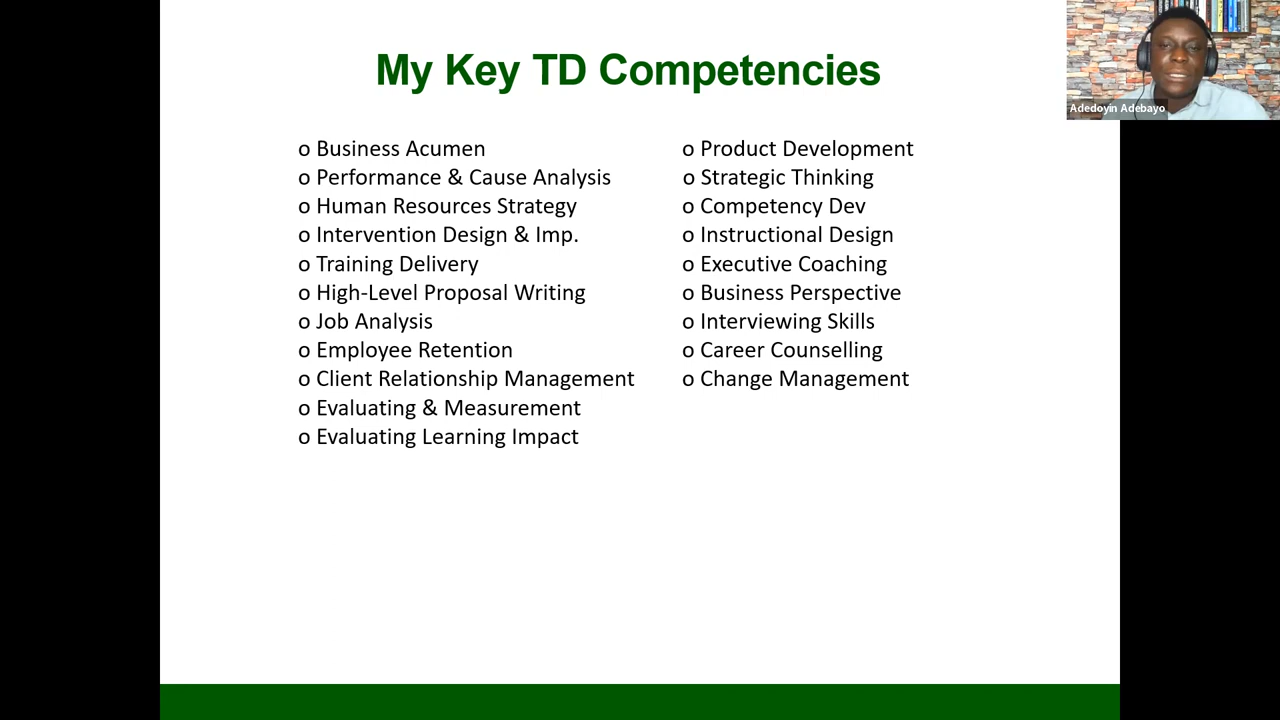 My Key TD Competencies
o Business Acumen
o Performance & Cause Analysis
o Human Resources Strategy
o Intervention Design & Imp.
o Training Delivery
o High-Level Proposal Writing
o Job Analysis
o Employee Retention
o Client Relationship Management
o Evaluating & Measurement
o Evaluating Learning Impact
o Product Development
o Strategic Thinking
o Competency Dev
o Instructional Design
o Executive Coaching
o Business Perspective
o Interviewing Skills
o Career Counselling
o Change Management
Adedoyin Adebayo